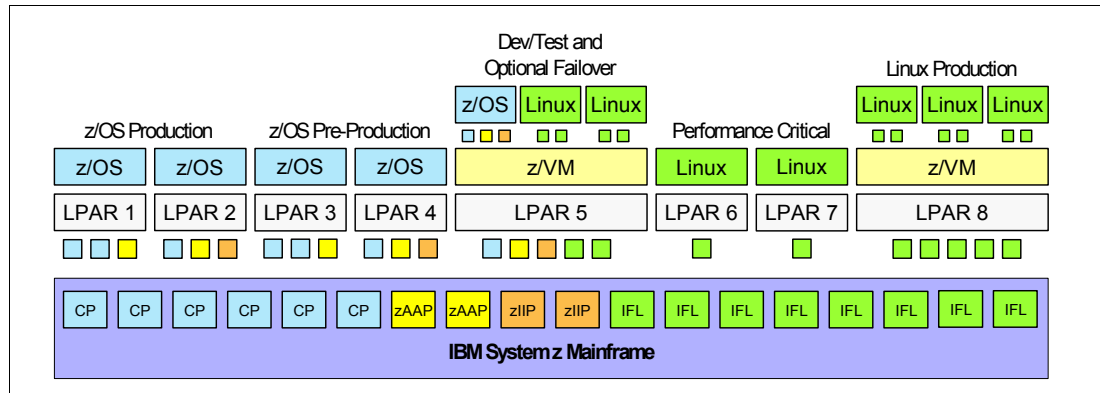 Dev/Test and
Optional Failover
Linux Production
z/OS Linux Linux
Linux Linux Linux
z/OS Production
z/OS Pre-Production
Performance Critical
z/OS z/OS z/OS z/OS z/VM Linux Linux z/VM
LPAR 1 LPAR 2 LPAR 3 LPAR 4 LPAR 5 LPAR 6 LPAR 7 LPAR 8
CP CP CP CP CP CP zAAP zAAP zIIP zIIP IFL IFL IFL IFL IFL IFL IFL IFL
IBM System z Mainframe